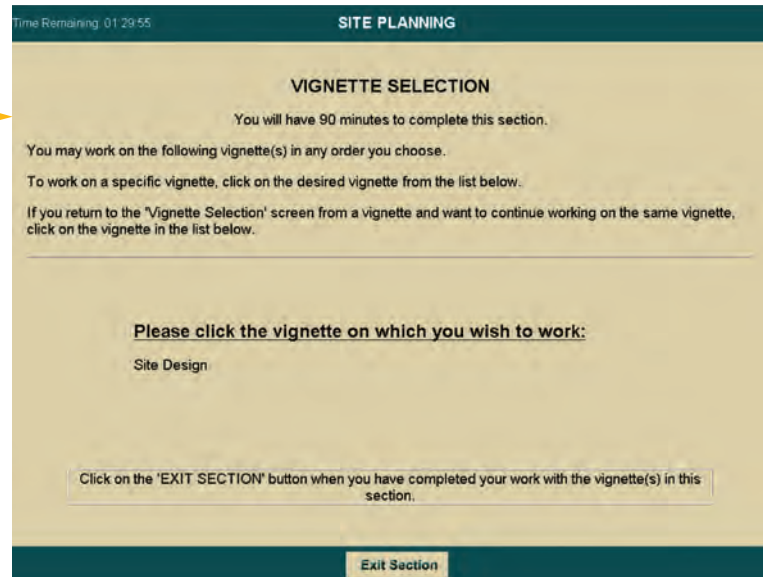 Time Remaining: 01:29:55
SITE PLANNING
VIGNETTE SELECTION
You will have 90 minutes to complete this section.
You may work on the following vignette(s) in any order you choose.
To work on a specific vignette, click on the desired vignette from the list below.
If you return to the 'Vignette Selection' screen from a vignette and want to continue working on the same vignette,
click on the vignette in the list below.
Please click the vignette on which you wish to work:
Site Design
Click on the 'EXIT SECTION' button when you have completed your work with the vignette(s) in this
section.
Exit Section